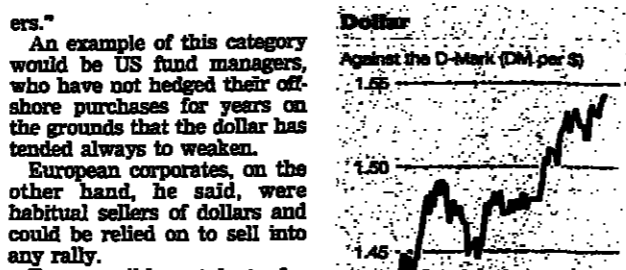 ers."
An example of this category
would be US fund managers,
who have not hedged their off-
shore purchases for years on
the grounds that the dollar has
tended always to weaken.
European corporates, on the
other hand, he said, were
habitual sellers of dollars and
could be relied on to sell into
any rally.
Dollar
Against the D-Mark (DM per $)
1.55
1.50
1.45